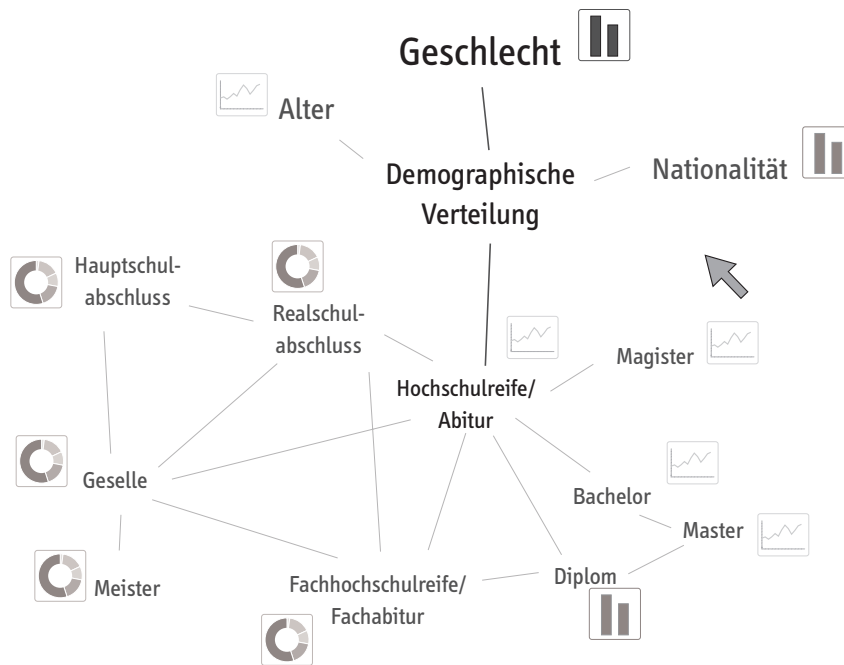 Geschlecht
Alter
Demographische
Verteilung
Nationalität
Hauptschul-
abschluss
Realschul-
abschluss
Magister
Hochschulreife/
Abitur
Geselle
Bachelor
Master
Meister
Fachhochschulreife/
Fachabitur
Diplom